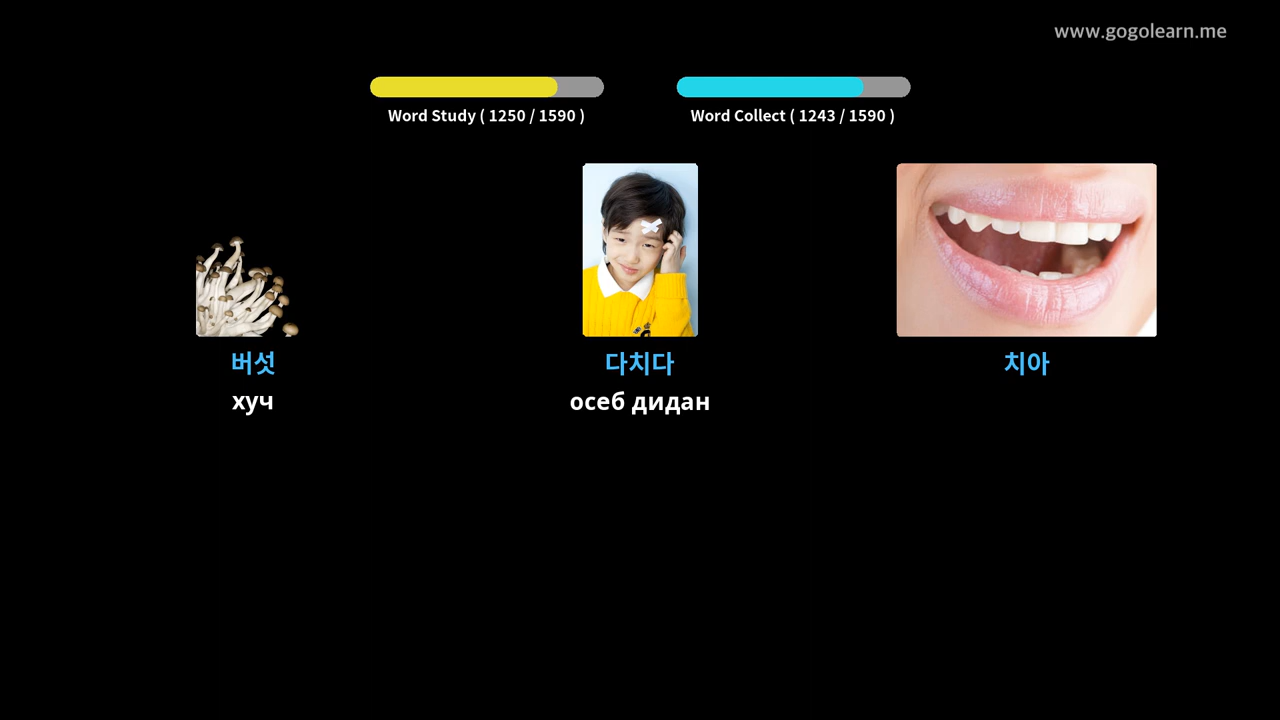 www.gogolearn.me
Word Study ( 1250 / 1590 )
Word Collect ( 1243 / 1590 )
버섯
다치다
치아
хуч
осеб дидан